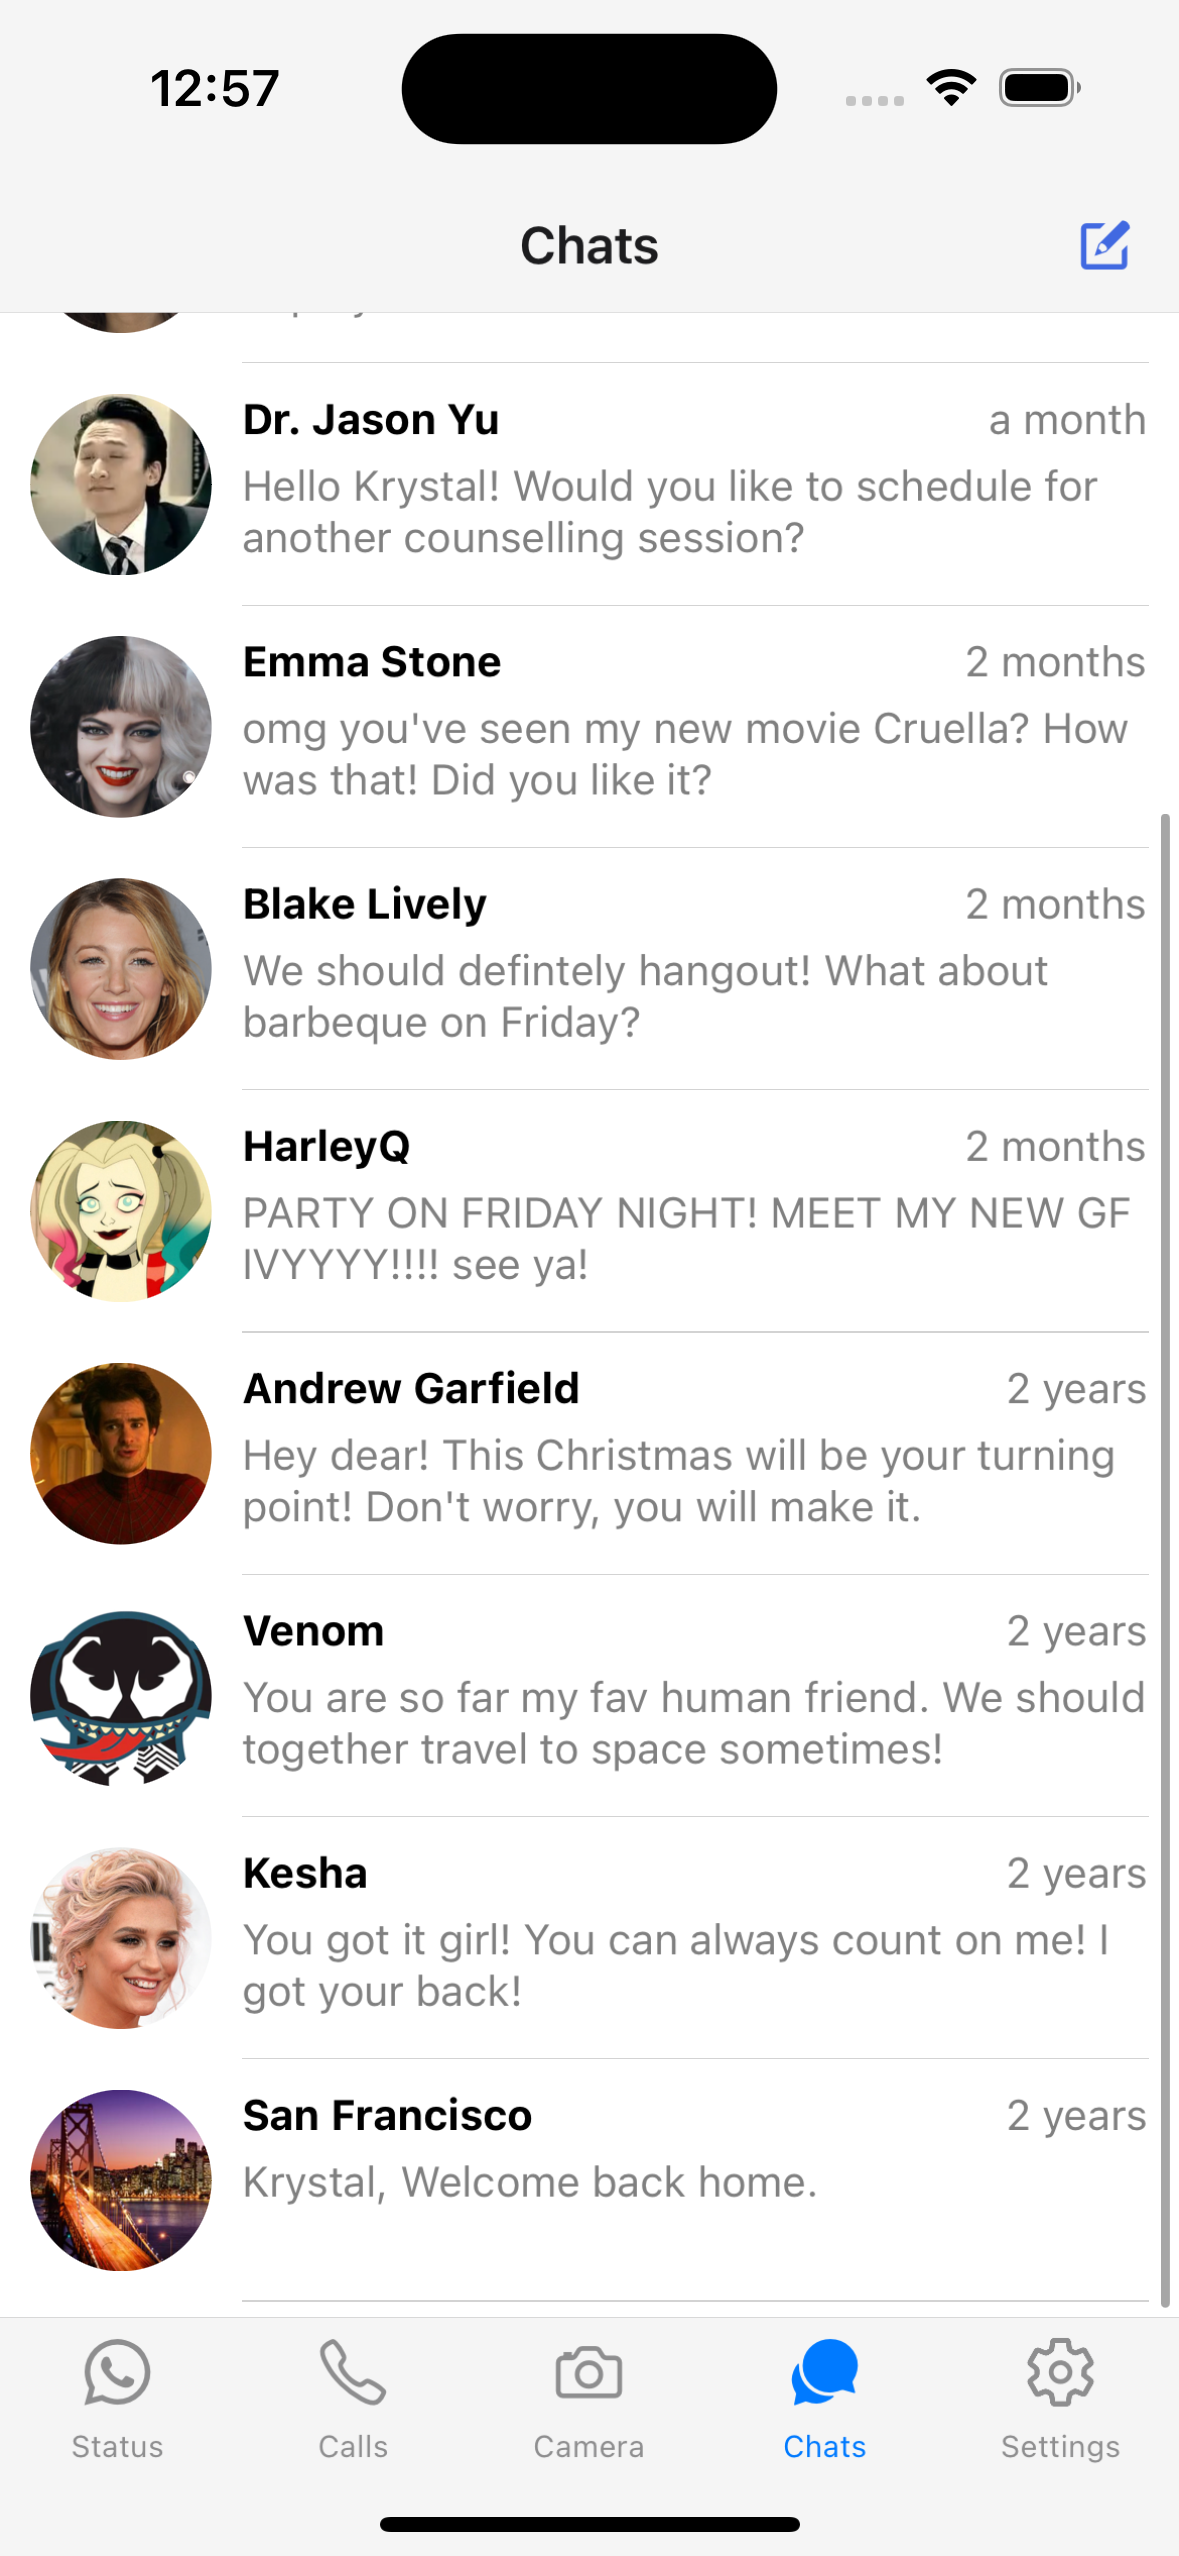 12:57
Chats
Dr. Jason Yu
a month
Hello Krystal! Would you like to schedule for
another counselling session?
Emma Stone
2 months
omg you've seen my new movie Cruella? How
was that! Did you like it?
Blake Lively
2 months
We should defintely hangout! What about
barbeque on Friday?
HarleyQ
2 months
PARTY ON FRIDAY NIGHT! MEET MY NEW GF
IVYYYY!!!! see ya!
Andrew Garfield
2 years
Hey dear! This Christmas will be your turning
point! Don't worry, you will make it.
Venom
2 years
You are so far my fav human friend. We should
together travel to space sometimes!
Kesha
2 years
You got it girl! You can always count on me! I
got your back!
San Francisco
2 years
Krystal, Welcome back home.
Status
Calls
Camera
Chats
Settings